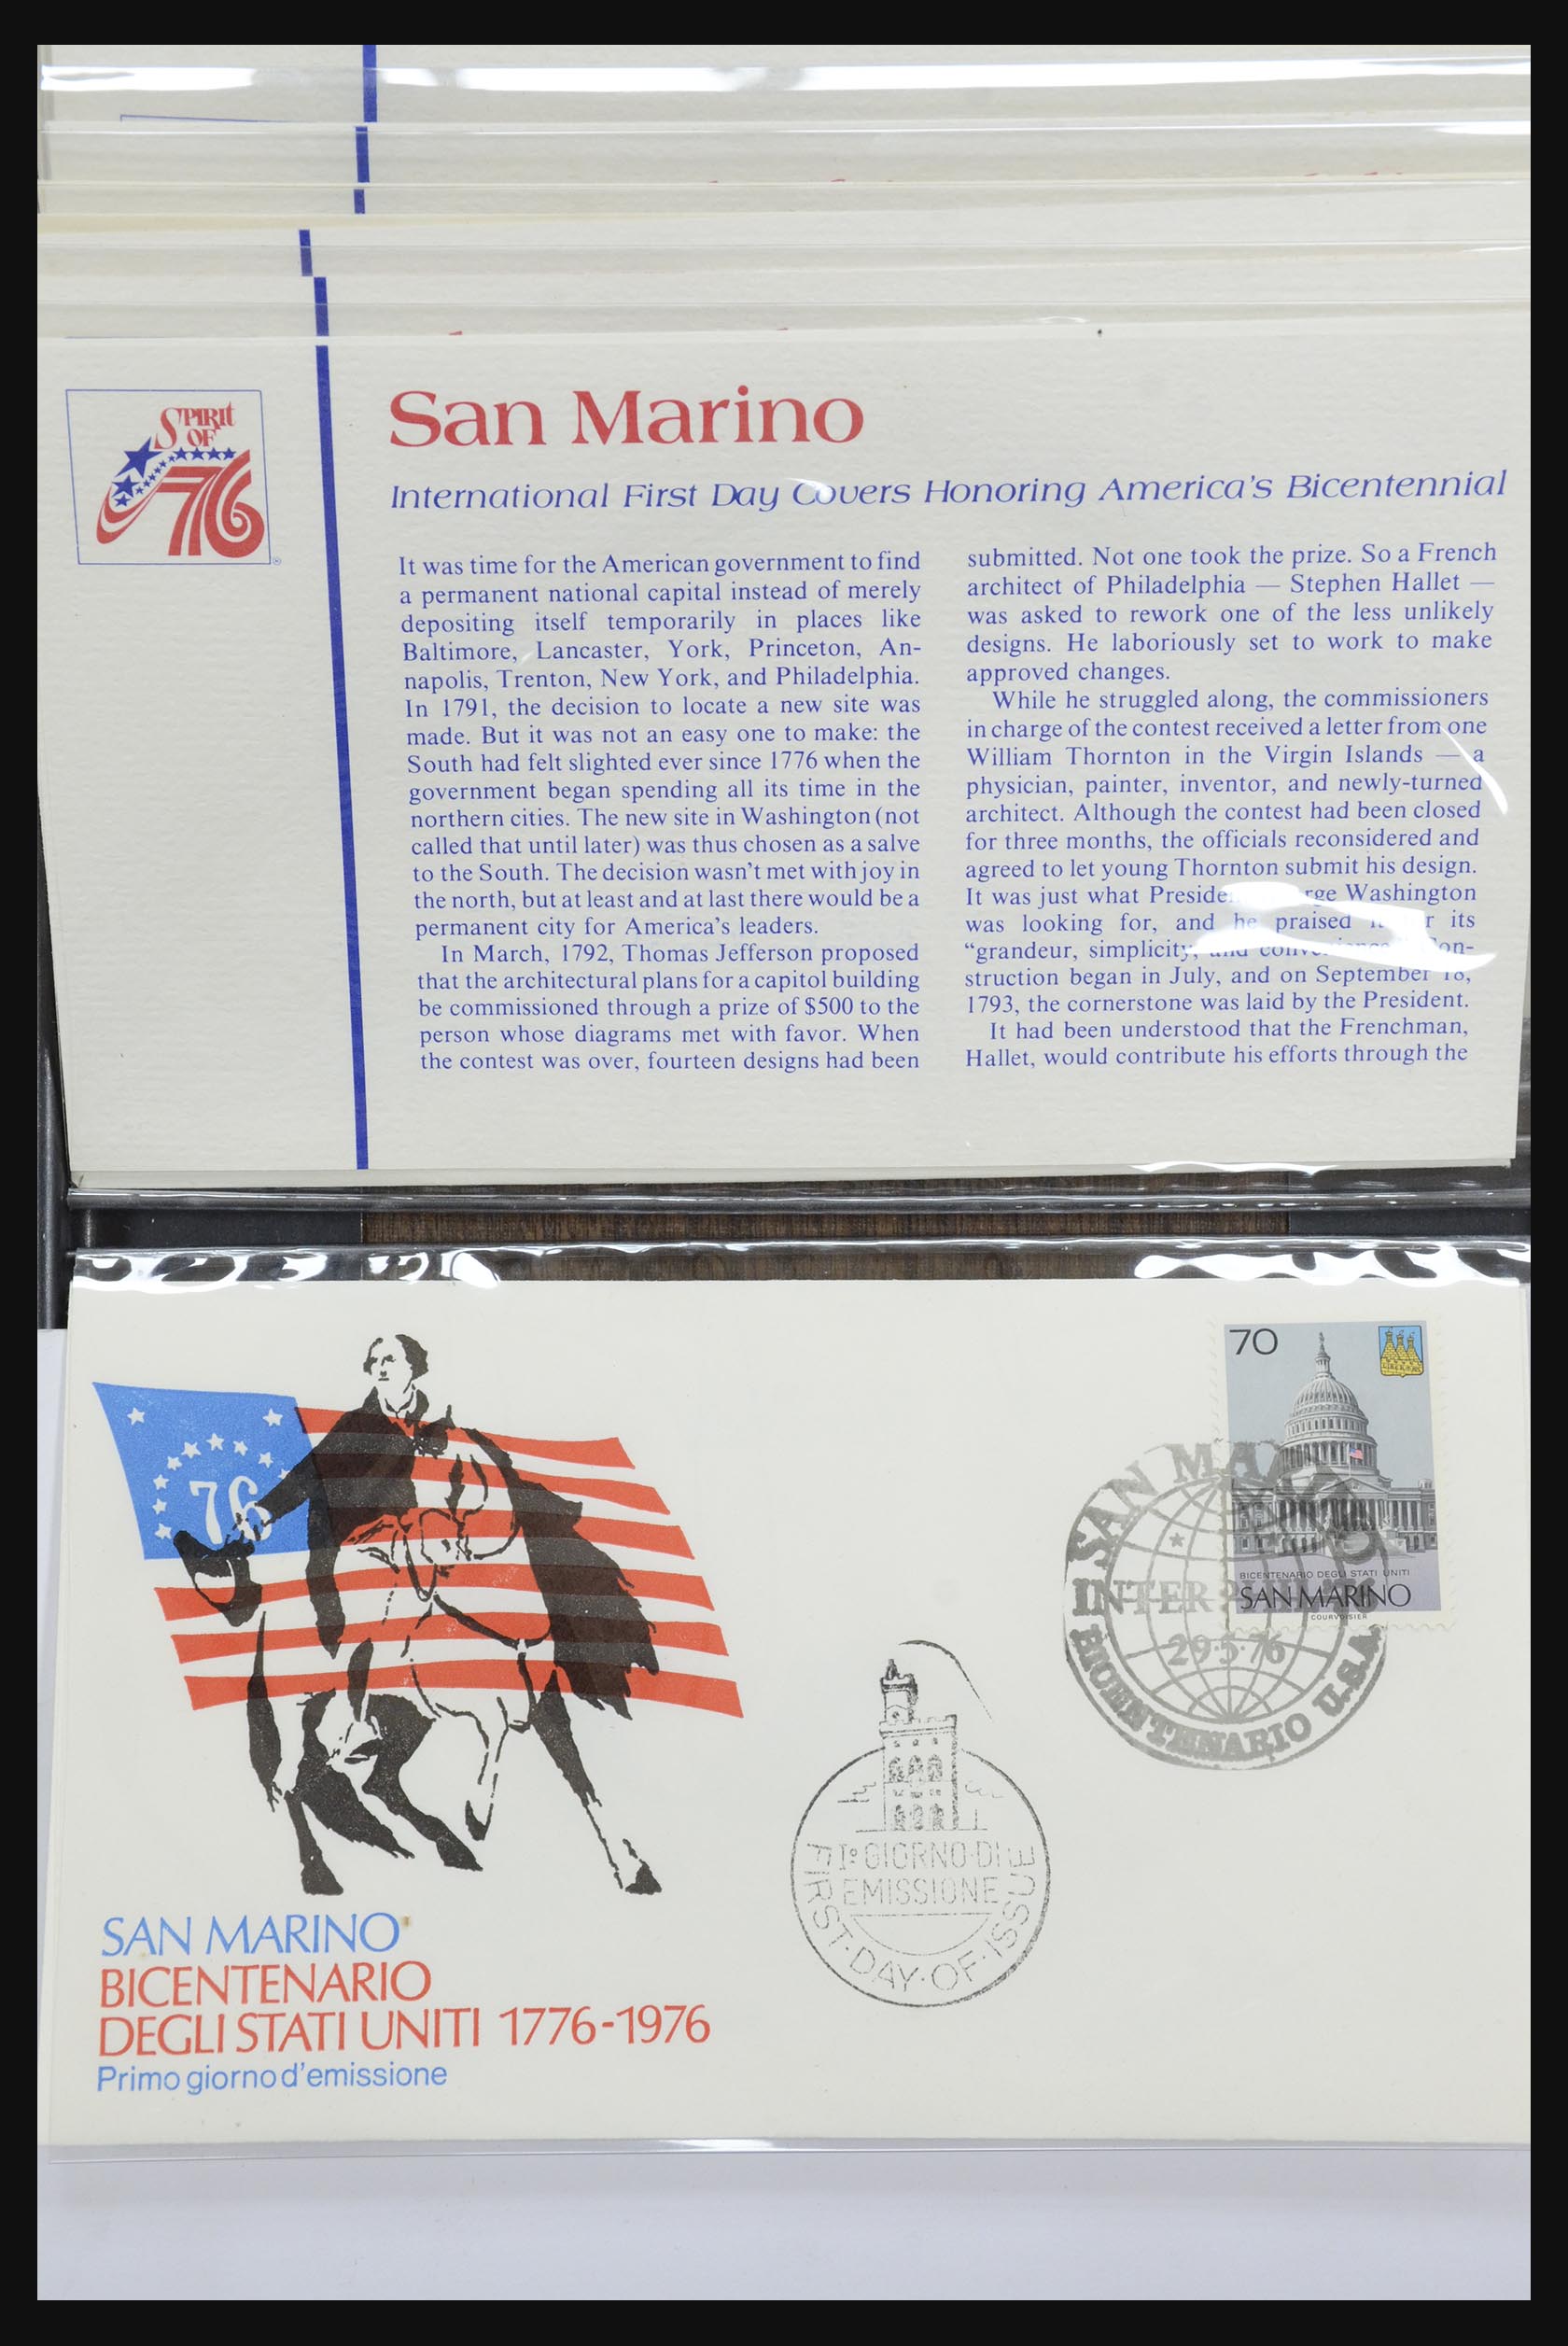 SPIRIT
OF
76
San Marino
International First Day Covers Honoring America's Bicentennial
It was time for the American government to find
a permanent national capital instead of merely
depositing itself temporarily in places like
Baltimore, Lancaster, York, Princeton, An-
napolis, Trenton, New York, and Philadelphia.
In 1791, the decision to locate a new site was
made. But it was not an easy one to make: the
South had felt slighted ever since 1776 when the
government began spending all its time in the
northern cities. The new site in Washington (not
called that until later) was thus chosen as a salve
to the South. The decision wasn't met with joy in
the north, but at least and at last there would be a
permanent city for America's leaders.
In March, 1792, Thomas Jefferson proposed
that the architectural plans for a capitol building
be commissioned through a prize of $500 to the
person whose diagrams met with favor. When
the contest was over, fourteen designs had been
submitted. Not one took the prize. So a French
architect of Philadelphia — Stephen Hallet —
was asked to rework one of the less unlikely
designs. He laboriously set to work to make
approved changes.
While he struggled along, the commissioners
in charge of the contest received a letter from one
William Thornton in the Virgin Islands — a
physician, painter, inventor, and newly-turned
architect. Although the contest had been closed
for three months, the officials reconsidered and
agreed to let young Thornton submit his design.
It was just what Washington
was looking for, and he praised its
“grandeur, simplicity, and
struction began in July, and on September 18,
1793, the cornerstone was laid by the President.
It had been understood that the Frenchman,
Hallet, would contribute his efforts through the
76
SAN MARINO
BICENTENARIO
DEGLI STATI UNITI 1776-1976
Primo giorno d'emissione
I° GIORNO DI
EMISSIONE
FIRST·DAY·OF·ISSUE
70
BICENTENARIO DEGLI STATI UNITI
SAN MARINO
COURVOISIER
SAN MARINO
29·5·76
BICENTENARIO U.S.A.